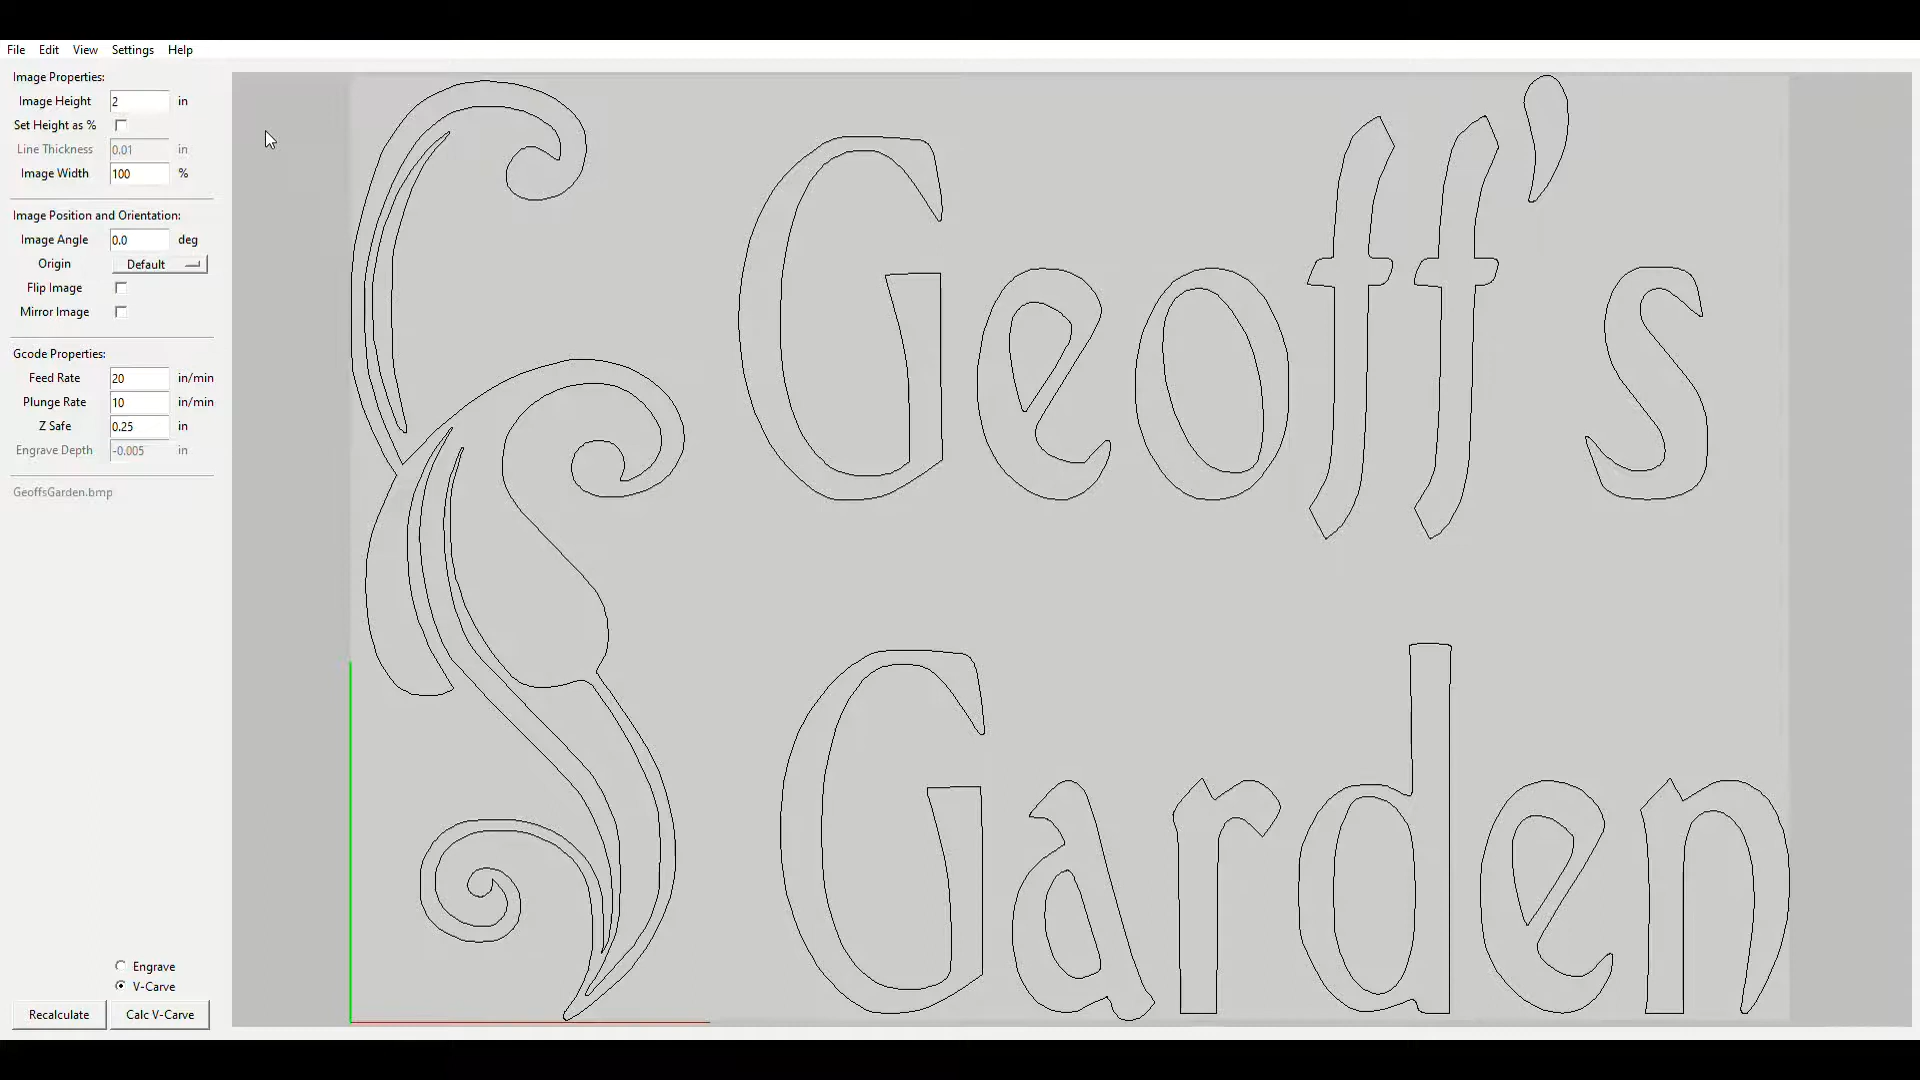 File Edit View Settings Help
Image Properties:
Image Height 2 in
Set Height as %
Line Thickness 0.01 in
Image Width 100 %
Image Position and Orientation:
Image Angle 0.0 deg
Origin Default
Flip Image
Mirror Image
Gcode Properties:
Feed Rate 20 in/min
Plunge Rate 10 in/min
Z Safe 0.25 in
Engrave Depth -0.005 in
GeoffsGarden.bmp
Engrave
V-Carve
Recalculate Calc V-Carve
Geoff's
Garden